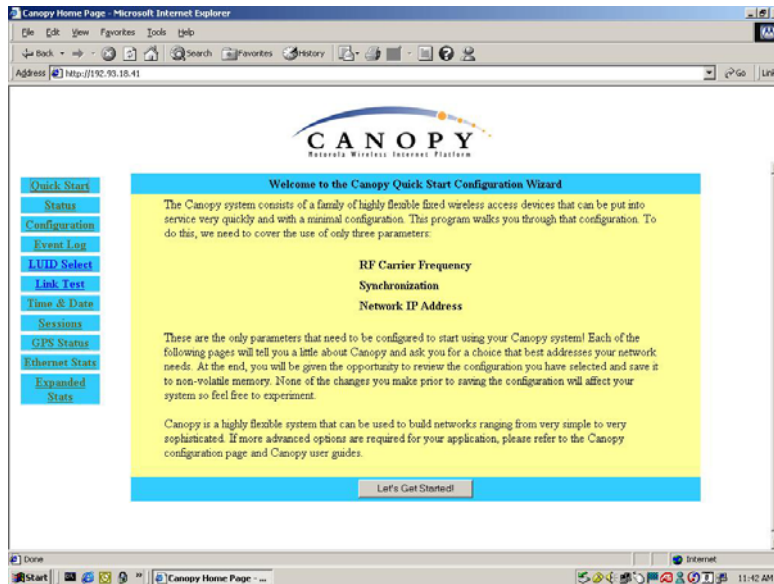 Canopy Home Page - Microsoft Internet Explorer
File Edit View Favorites Tools Help
Back Search Favorites History
Address http://192.93.18.41 Go Link
CANOPY
Motorola Wireless Internet Platform
Quick Start
Status
Configuration
Event Log
LUID Select
Link Test
Time & Date
Sessions
GPS Status
Ethernet Stats
Expanded
Stats
Welcome to the Canopy Quick Start Configuration Wizard
The Canopy system consists of a family of highly flexible fixed wireless access devices that can be put into
service very quickly and with a minimal configuration. This program walks you through that configuration. To
do this, we need to cover the use of only three parameters:
RF Carrier Frequency
Synchronization
Network IP Address
These are the only parameters that need to be configured to start using your Canopy system! Each of the
following pages will tell you a little about Canopy and ask you for a choice that best addresses your network
needs. At the end, you will be given the opportunity to review the configuration you have selected and save it
to non-volatile memory. None of the changes you make prior to saving the configuration will affect your
system so feel free to experiment.
Canopy is a highly flexible system that can be used to build networks ranging from very simple to very
sophisticated. If more advanced options are required for your application, please refer to the Canopy
configuration page and Canopy user guides.
Let's Get Started!
Done Internet
Start Canopy Home Page - ... 11:42 AM